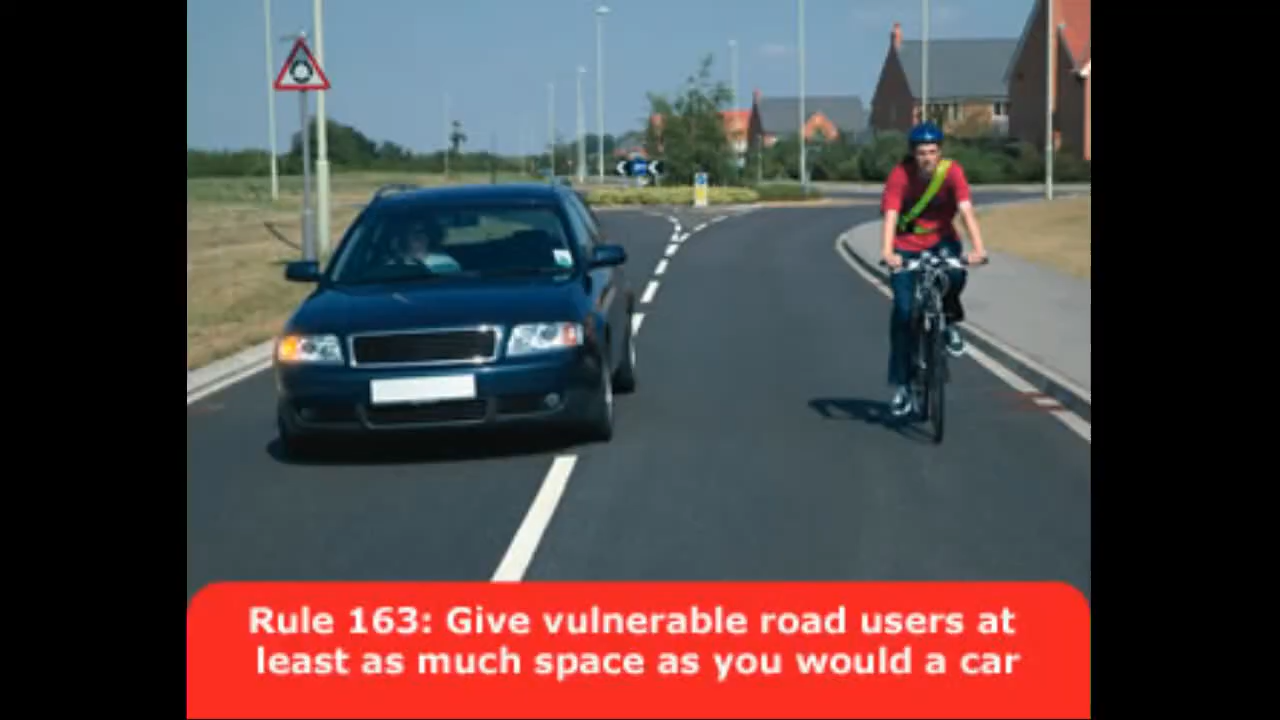 Rule 163: Give vulnerable road users at
least as much space as you would a car